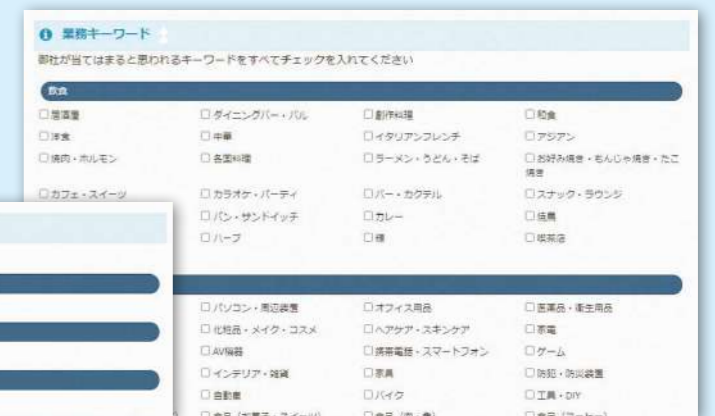 業務キーワード
御社が当てはまると思われるキーワードをすべてチェックを入れてください
飲食
居酒屋 ダイニングバー・バル 創作料理 和食
洋食 中華 イタリアンフレンチ アジアン
焼肉・ホルモン 各国料理 ラーメン・うどん・そば お好み焼き・もんじゃ焼き・たこ
焼き
カフェ・スイーツ カラオケ・パーティ バー・カクテル スナック・ラウンジ
パン・サンドイッチ カレー 焼鳥
ハーブ 麺 喫茶店
パソコン・周辺装置 オフィス用品 医薬品・衛生用品
化粧品・メイク・コスメ ヘアケア・スキンケア 家電
AV機器 携帯電話・スマートフォン ゲーム
インテリア・雑貨 家具 防犯・防災装置
自動車 バイク 工具・DIY
食品（お菓子・スイーツ）